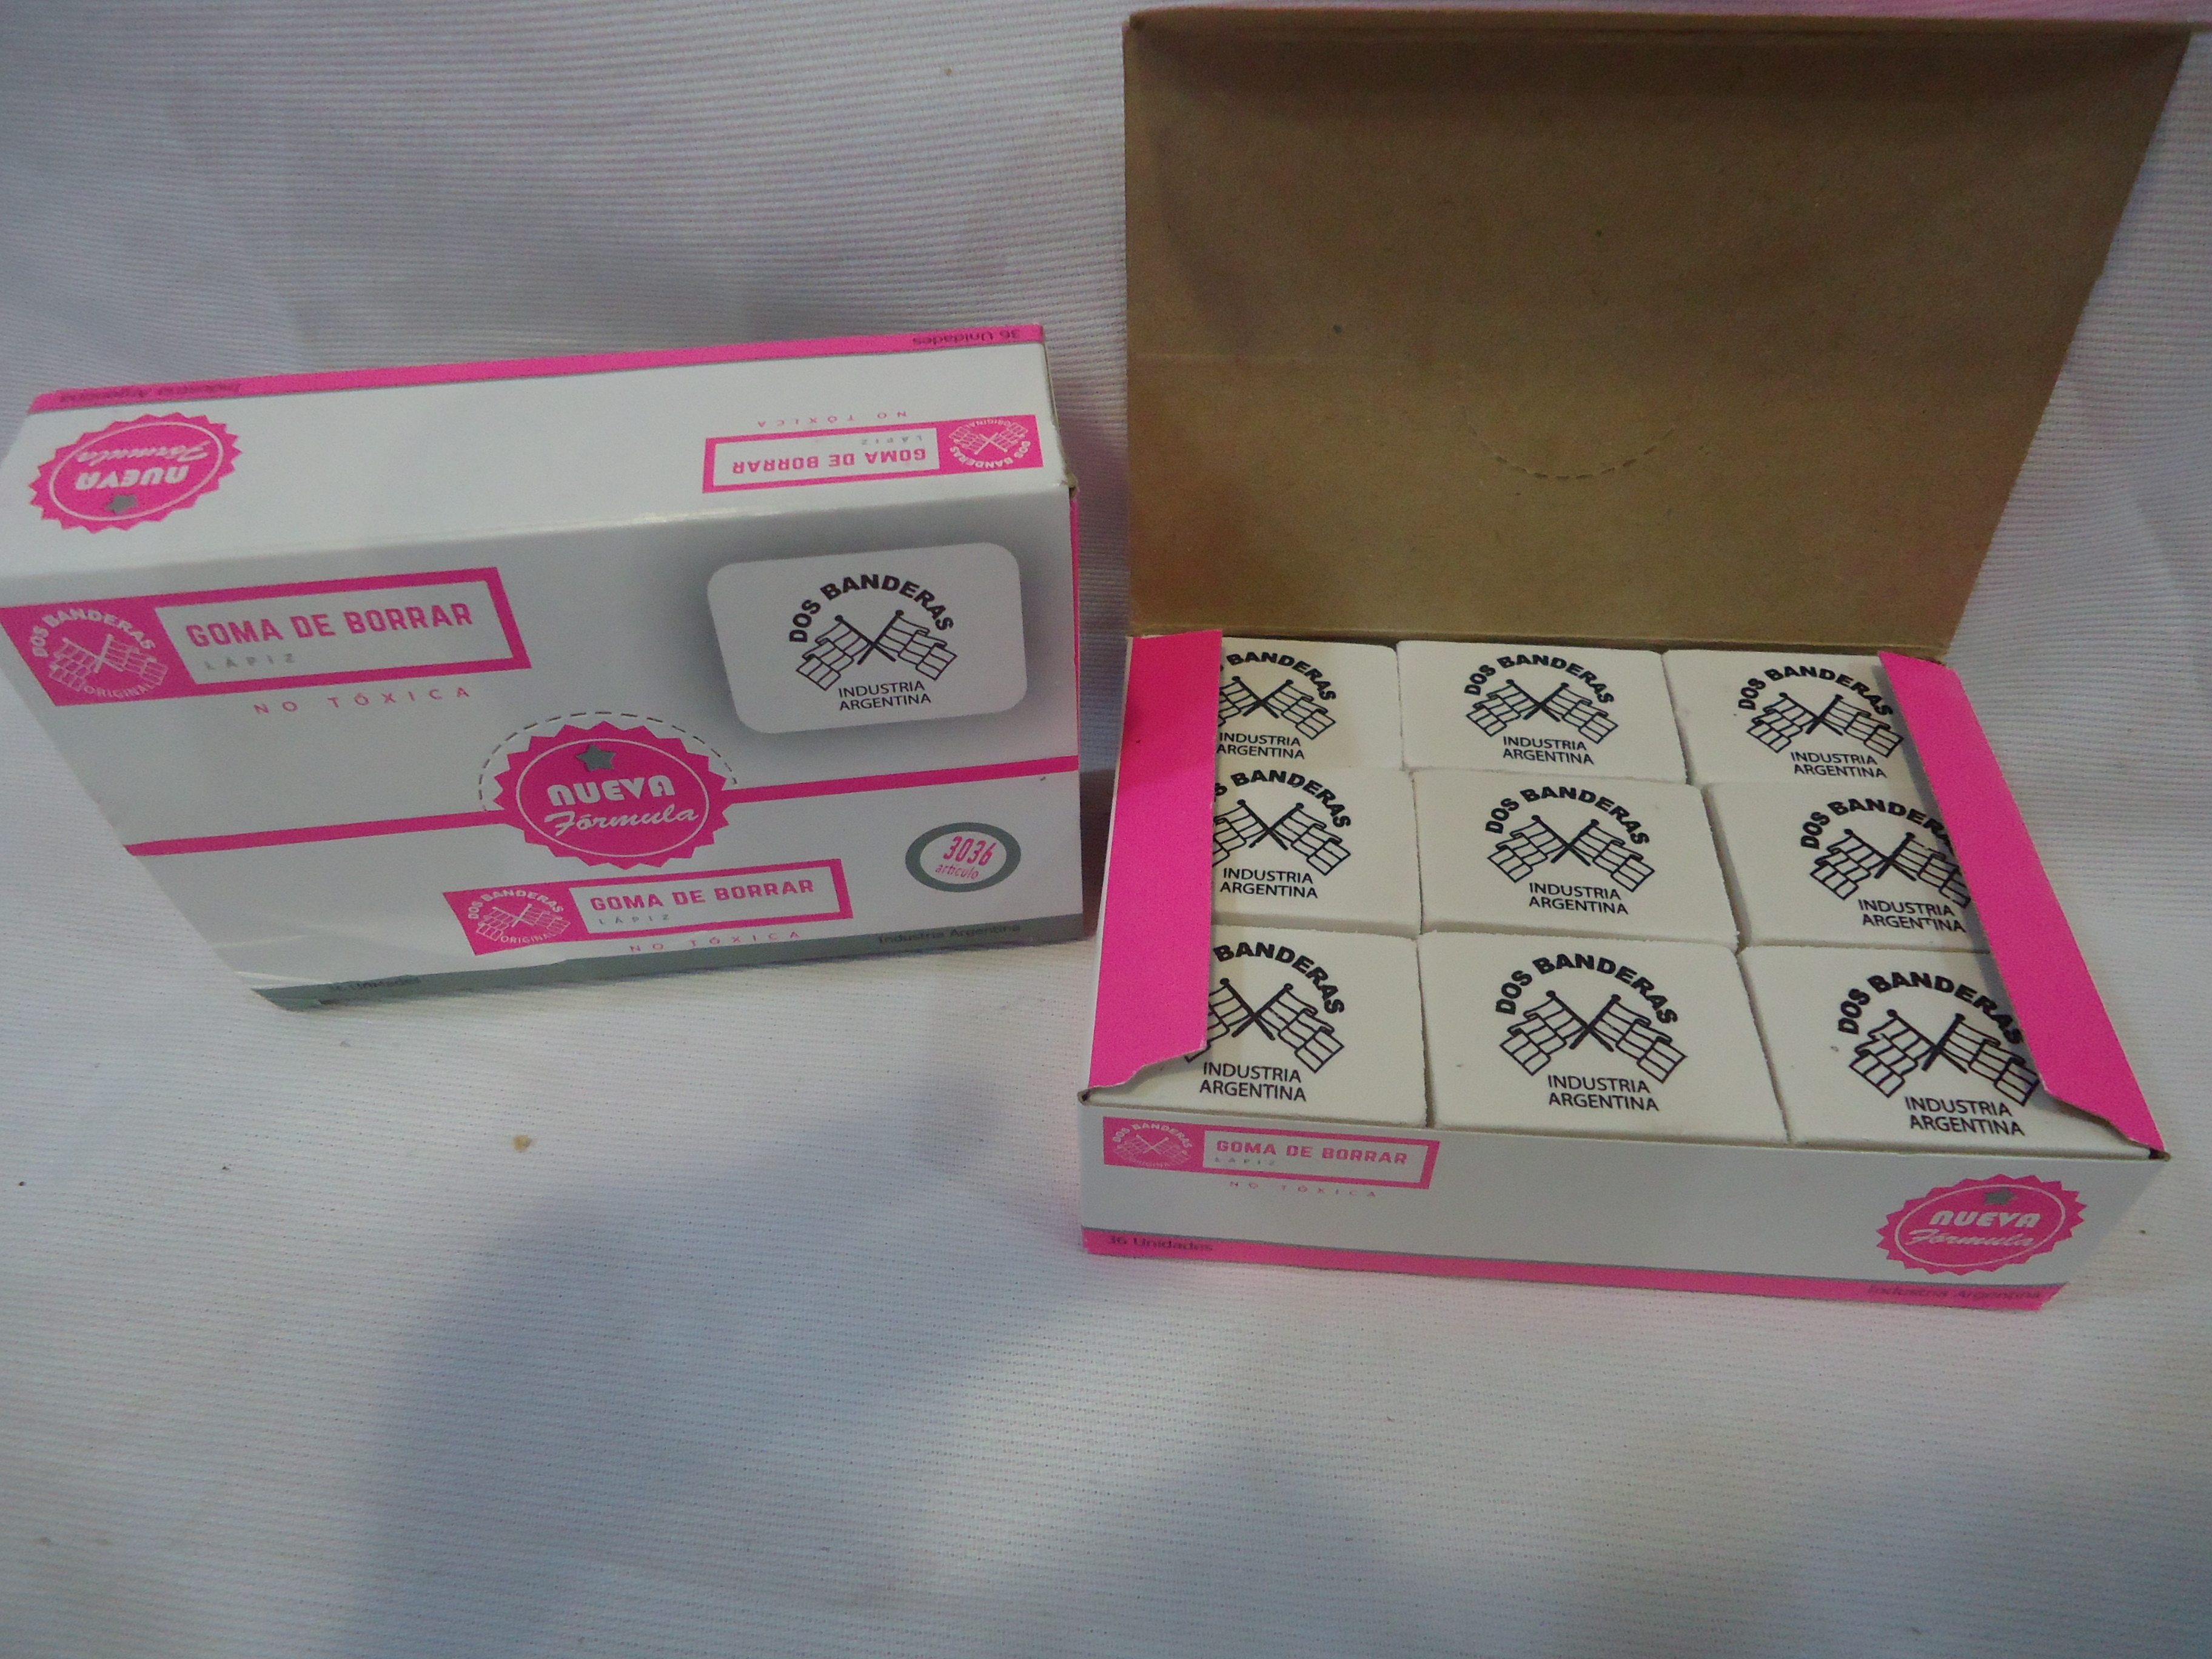 36 Unidades
Industria Argentina
NUEVA
Fórmula
DOS BANDERAS
ORIGINAL
GOMA DE BORRAR
LÁPIZ
NO TÓXICA
DOS BANDERAS
ORIGINAL
GOMA DE BORRAR
LÁPIZ
NO TÓXICA
DOS BANDERAS
INDUSTRIA
ARGENTINA
NUEVA
Fórmula
3036
artículo
DOS BANDERAS
ORIGINAL
GOMA DE BORRAR
LÁPIZ
NO TÓXICA
36 Unidades
Industria Argentina
BANDERAS
INDUSTRIA
ARGENTINA
DOS BANDERAS
INDUSTRIA
ARGENTINA
DOS BANDERAS
INDUSTRIA
ARGENTINA
S BANDERAS
INDUSTRIA
ARGENTINA
DOS BANDERAS
INDUSTRIA
ARGENTINA
DOS BANDERA
INDUSTRIA
ARGENTINA
BANDERAS
INDUSTRIA
ARGENTINA
DOS BANDERAS
INDUSTRIA
ARGENTINA
DOS BANDERAS
INDUSTRIA
ARGENTINA
DOS BANDERAS
ORIGINAL
GOMA DE BORRAR
LÁPIZ
NO TÓXICA
NUEVA
Fórmula
36 Unidades
Industria Argentina